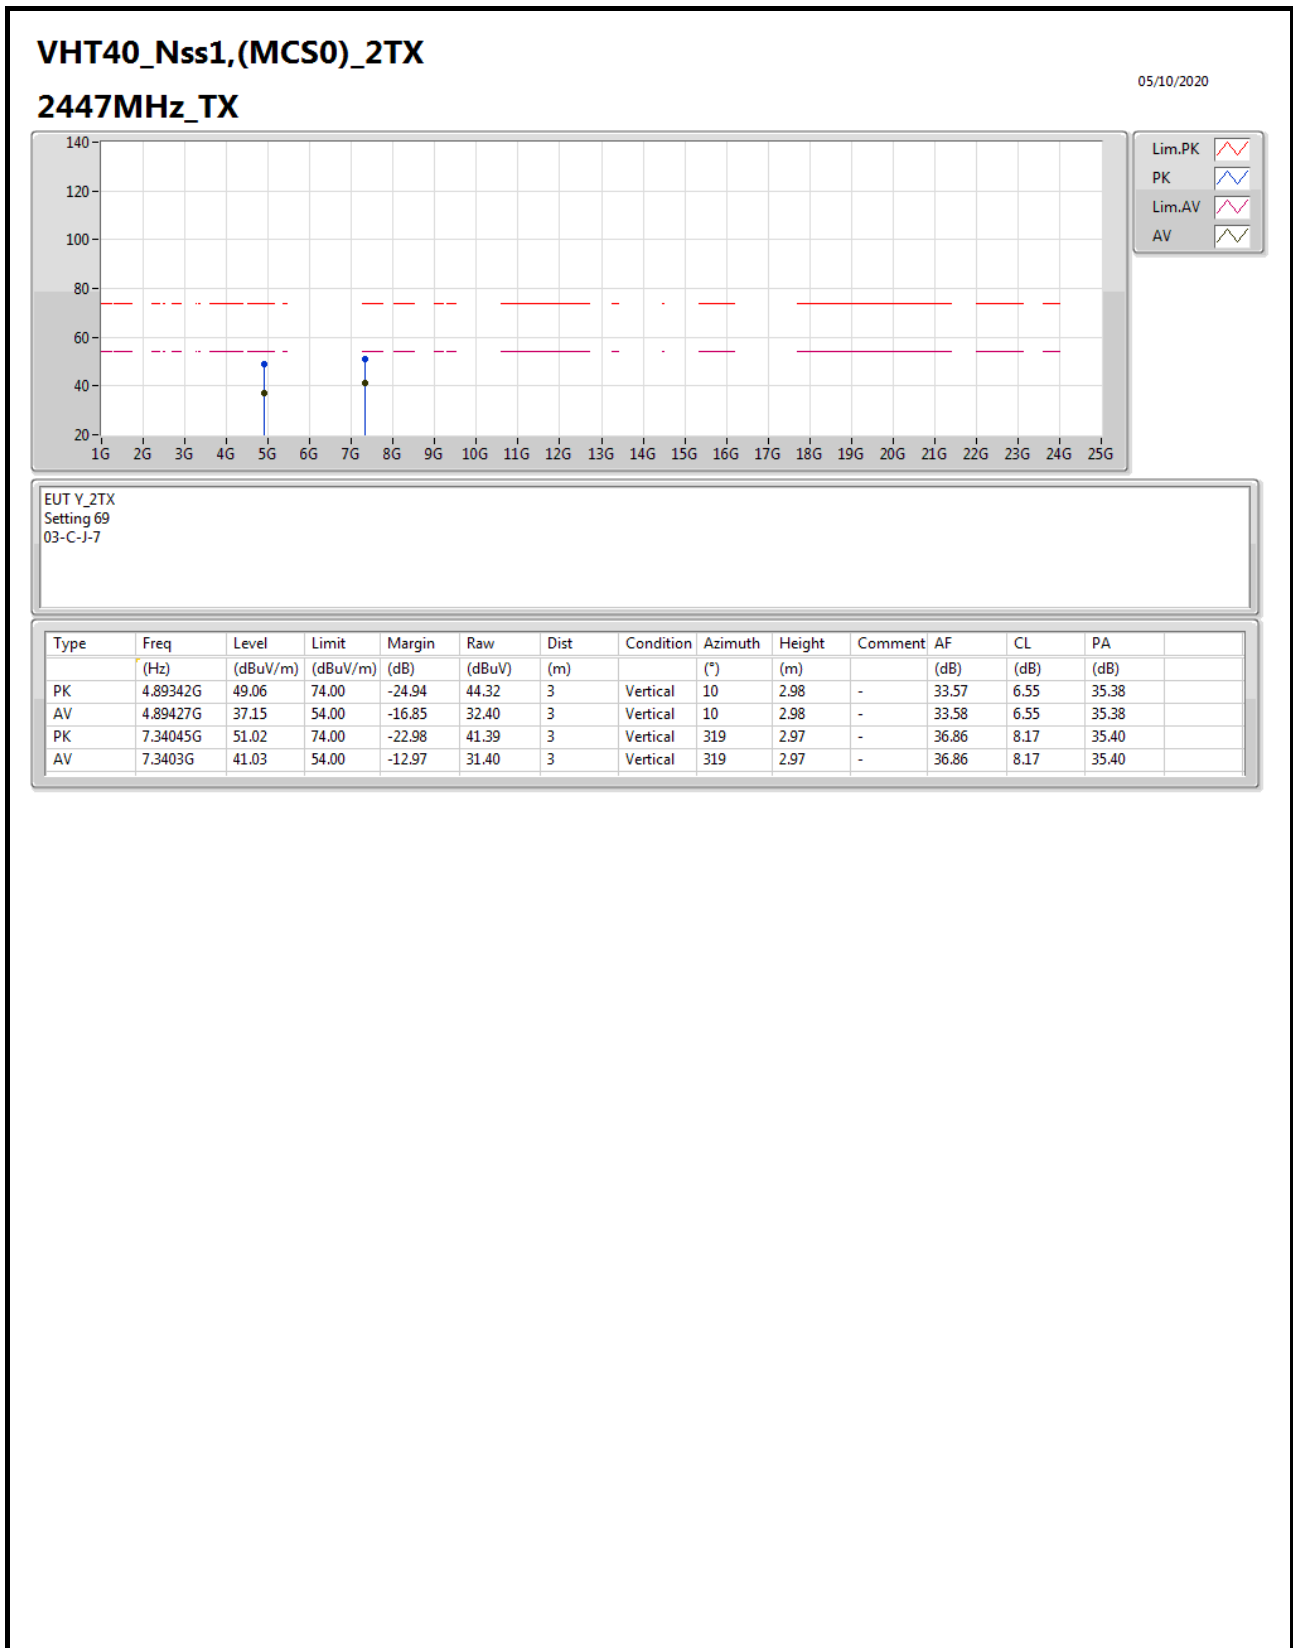 VHT40_Nss1,(MCS0)_2TX
05/10/2020
2447MHz_TX
140
120
100
80
60
40
20
1G 2G 3G 4G 5G 6G 7G 8G 9G 10G 11G 12G 13G 14G 15G 16G 17G 18G 19G 20G 21G 22G 23G 24G 25G
Lim.PK
PK
Lim.AV
AV
EUT Y_2TX
Setting 69
03-C-J-7
Type Freq Level Limit Margin Raw Dist Condition Azimuth Height Comment AF CL PA
(Hz) (dBuV/m) (dBuV/m) (dB) (dBuV) (m) (°) (m) (dB) (dB) (dB)
PK 4.89342G 49.06 74.00 -24.94 44.32 3 Vertical 10 2.98 - 33.57 6.55 35.38
AV 4.89427G 37.15 54.00 -16.85 32.40 3 Vertical 10 2.98 - 33.58 6.55 35.38
PK 7.34045G 51.02 74.00 -22.98 41.39 3 Vertical 319 2.97 - 36.86 8.17 35.40
AV 7.3403G 41.03 54.00 -12.97 31.40 3 Vertical 319 2.97 - 36.86 8.17 35.40